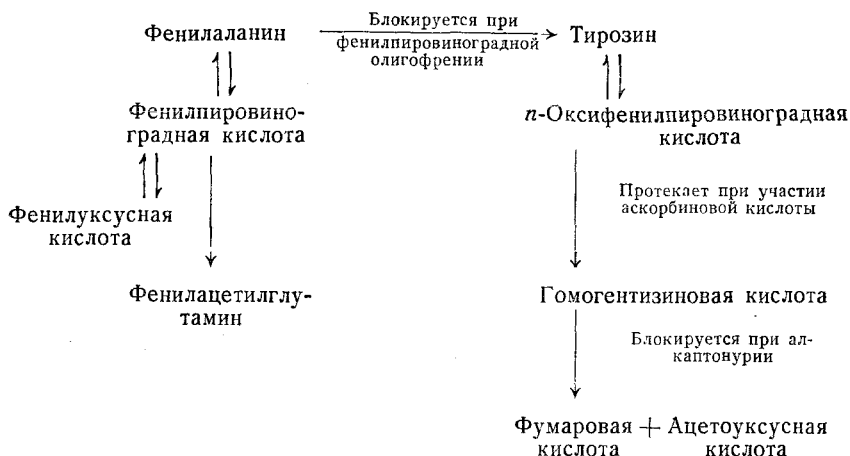 Фенилаланин
Блокируется при
фенилпировиноградной
олигофрении
Тирозин
Фенилпировино-
градная кислота
n-Оксифенилпировиноградная
кислота
Фенилуксусная
кислота
Протекает при участии
аскорбиновой кислоты
Фенилацетилглу-
тамин
Гомогентизиновая кислота
Блокируется при ал-
каптонурии
Фумаровая + Ацетоуксусная
кислота кислота